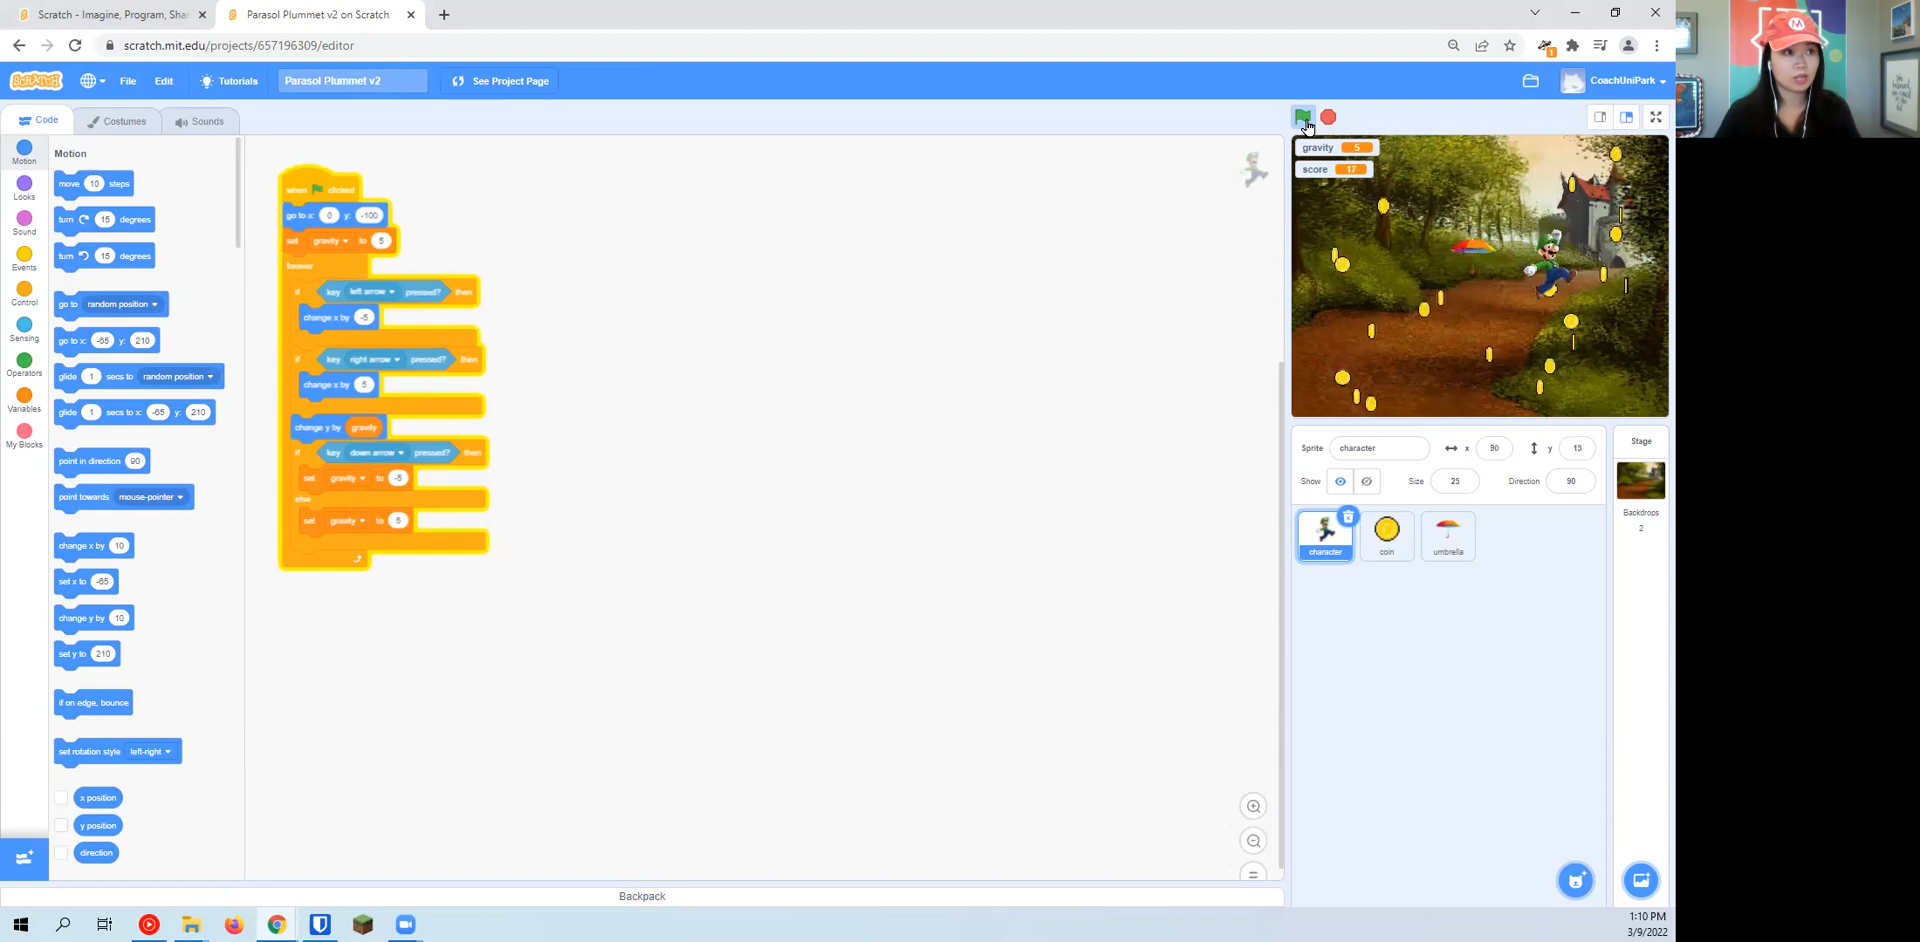 Scratch - Imagine, Program, Shar
Parasol Plummet v2 on Scratch
scratch.mit.edu/projects/657196309/editor
1
SCRATCH
File
Edit
Tutorials
Parasol Plummet v2
See Project Page
CoachUniPark
Code
Costumes
Sounds
Motion
Looks
Sound
Events
Control
Sensing
Operators
Variables
My Blocks
Motion
move 10 steps
turn 15 degrees
turn 15 degrees
go to random position
go to x: -65 y: 210
glide 1 secs to random position
glide 1 secs to x: -65 y: 210
point in direction 90
point towards mouse-pointer
change x by 10
set x to -65
change y by 10
set y to 210
if on edge, bounce
set rotation style left-right
x position
y position
direction
when clicked
go to x: 0 y: -100
set gravity to 5
forever
if key left arrow pressed? then
change x by -5
if key right arrow pressed? then
change x by 5
change y by gravity
if key down arrow pressed? then
set gravity to -5
else
set gravity to 5
gravity 5
score 17
M
Sprite character x 90 y 15
Show Size 25 Direction 90
character
coin
umbrella
Stage
Backdrops
2
Backpack
1:10 PM
3/9/2022